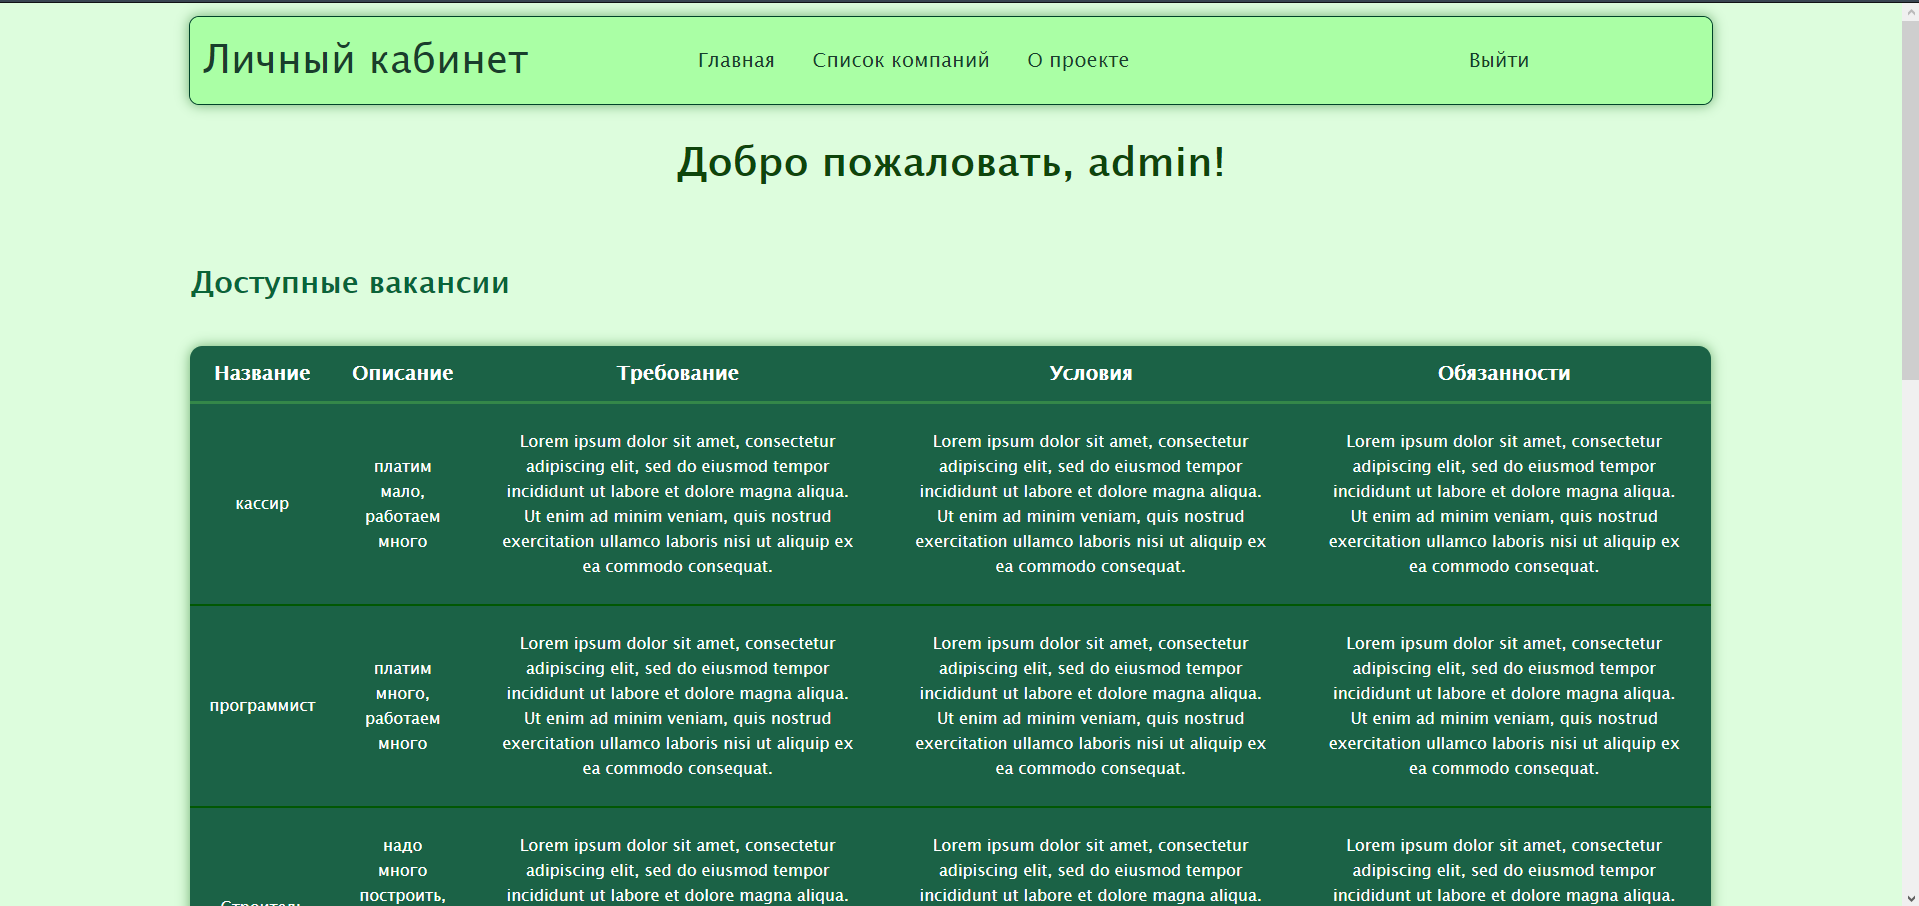 Личный кабинет
Главная
Список компаний
О проекте
Выйти
Добро пожаловать, admin!
Доступные вакансии
Название
Описание
Требование
Условия
Обязанности
кассир
платим
мало,
работаем
много
Lorem ipsum dolor sit amet, consectetur
adipiscing elit, sed do eiusmod tempor
incididunt ut labore et dolore magna aliqua.
Ut enim ad minim veniam, quis nostrud
exercitation ullamco laboris nisi ut aliquip ex
ea commodo consequat.
Lorem ipsum dolor sit amet, consectetur
adipiscing elit, sed do eiusmod tempor
incididunt ut labore et dolore magna aliqua.
Ut enim ad minim veniam, quis nostrud
exercitation ullamco laboris nisi ut aliquip ex
ea commodo consequat.
Lorem ipsum dolor sit amet, consectetur
adipiscing elit, sed do eiusmod tempor
incididunt ut labore et dolore magna aliqua.
Ut enim ad minim veniam, quis nostrud
exercitation ullamco laboris nisi ut aliquip ex
ea commodo consequat.
программист
платим
много,
работаем
много
Lorem ipsum dolor sit amet, consectetur
adipiscing elit, sed do eiusmod tempor
incididunt ut labore et dolore magna aliqua.
Ut enim ad minim veniam, quis nostrud
exercitation ullamco laboris nisi ut aliquip ex
ea commodo consequat.
Lorem ipsum dolor sit amet, consectetur
adipiscing elit, sed do eiusmod tempor
incididunt ut labore et dolore magna aliqua.
Ut enim ad minim veniam, quis nostrud
exercitation ullamco laboris nisi ut aliquip ex
ea commodo consequat.
Lorem ipsum dolor sit amet, consectetur
adipiscing elit, sed do eiusmod tempor
incididunt ut labore et dolore magna aliqua.
Ut enim ad minim veniam, quis nostrud
exercitation ullamco laboris nisi ut aliquip ex
ea commodo consequat.
Строитель
надо
много
построить,
Lorem ipsum dolor sit amet, consectetur
adipiscing elit, sed do eiusmod tempor
incididunt ut labore et dolore magna aliqua.
Lorem ipsum dolor sit amet, consectetur
adipiscing elit, sed do eiusmod tempor
incididunt ut labore et dolore magna aliqua.
Lorem ipsum dolor sit amet, consectetur
adipiscing elit, sed do eiusmod tempor
incididunt ut labore et dolore magna aliqua.